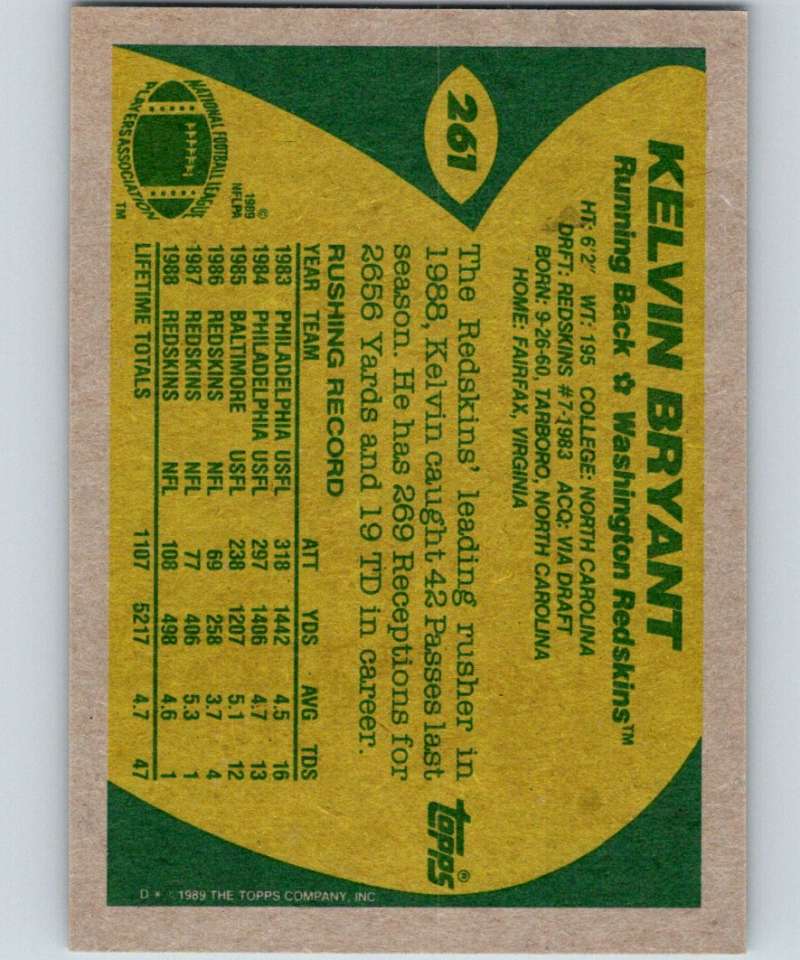 261
KELVIN BRYANT
Running Back ✿ Washington Redskins™
HT: 6'2" WT: 195 COLLEGE: NORTH CAROLINA
DRFT: REDSKINS #7-1983 ACQ: VIA DRAFT
BORN: 9-26-60, TARBORO, NORTH CAROLINA
HOME: FAIRFAX, VIRGINIA
The Redskins' leading rusher in
1988, Kelvin caught 42 Passes last
season. He has 269 Receptions for
2656 Yards and 19 TD in career.
topps®
RUSHING RECORD
YEAR TEAM ATT YDS AVG TDS
1983 PHILADELPHIA USFL 318 1442 4.5 16
1984 PHILADELPHIA USFL 297 1406 4.7 13
1985 BALTIMORE USFL 238 1207 5.1 12
1986 REDSKINS NFL 69 258 3.7 4
1987 REDSKINS NFL 77 406 5.3 1
1988 REDSKINS NFL 108 498 4.6 1
LIFETIME TOTALS 1107 5217 4.7 47
©
1989
NFLPA
NATIONAL FOOTBALL LEAGUE
PLAYERS ASSOCIATION
™
D* ©1989 THE TOPPS COMPANY, INC.